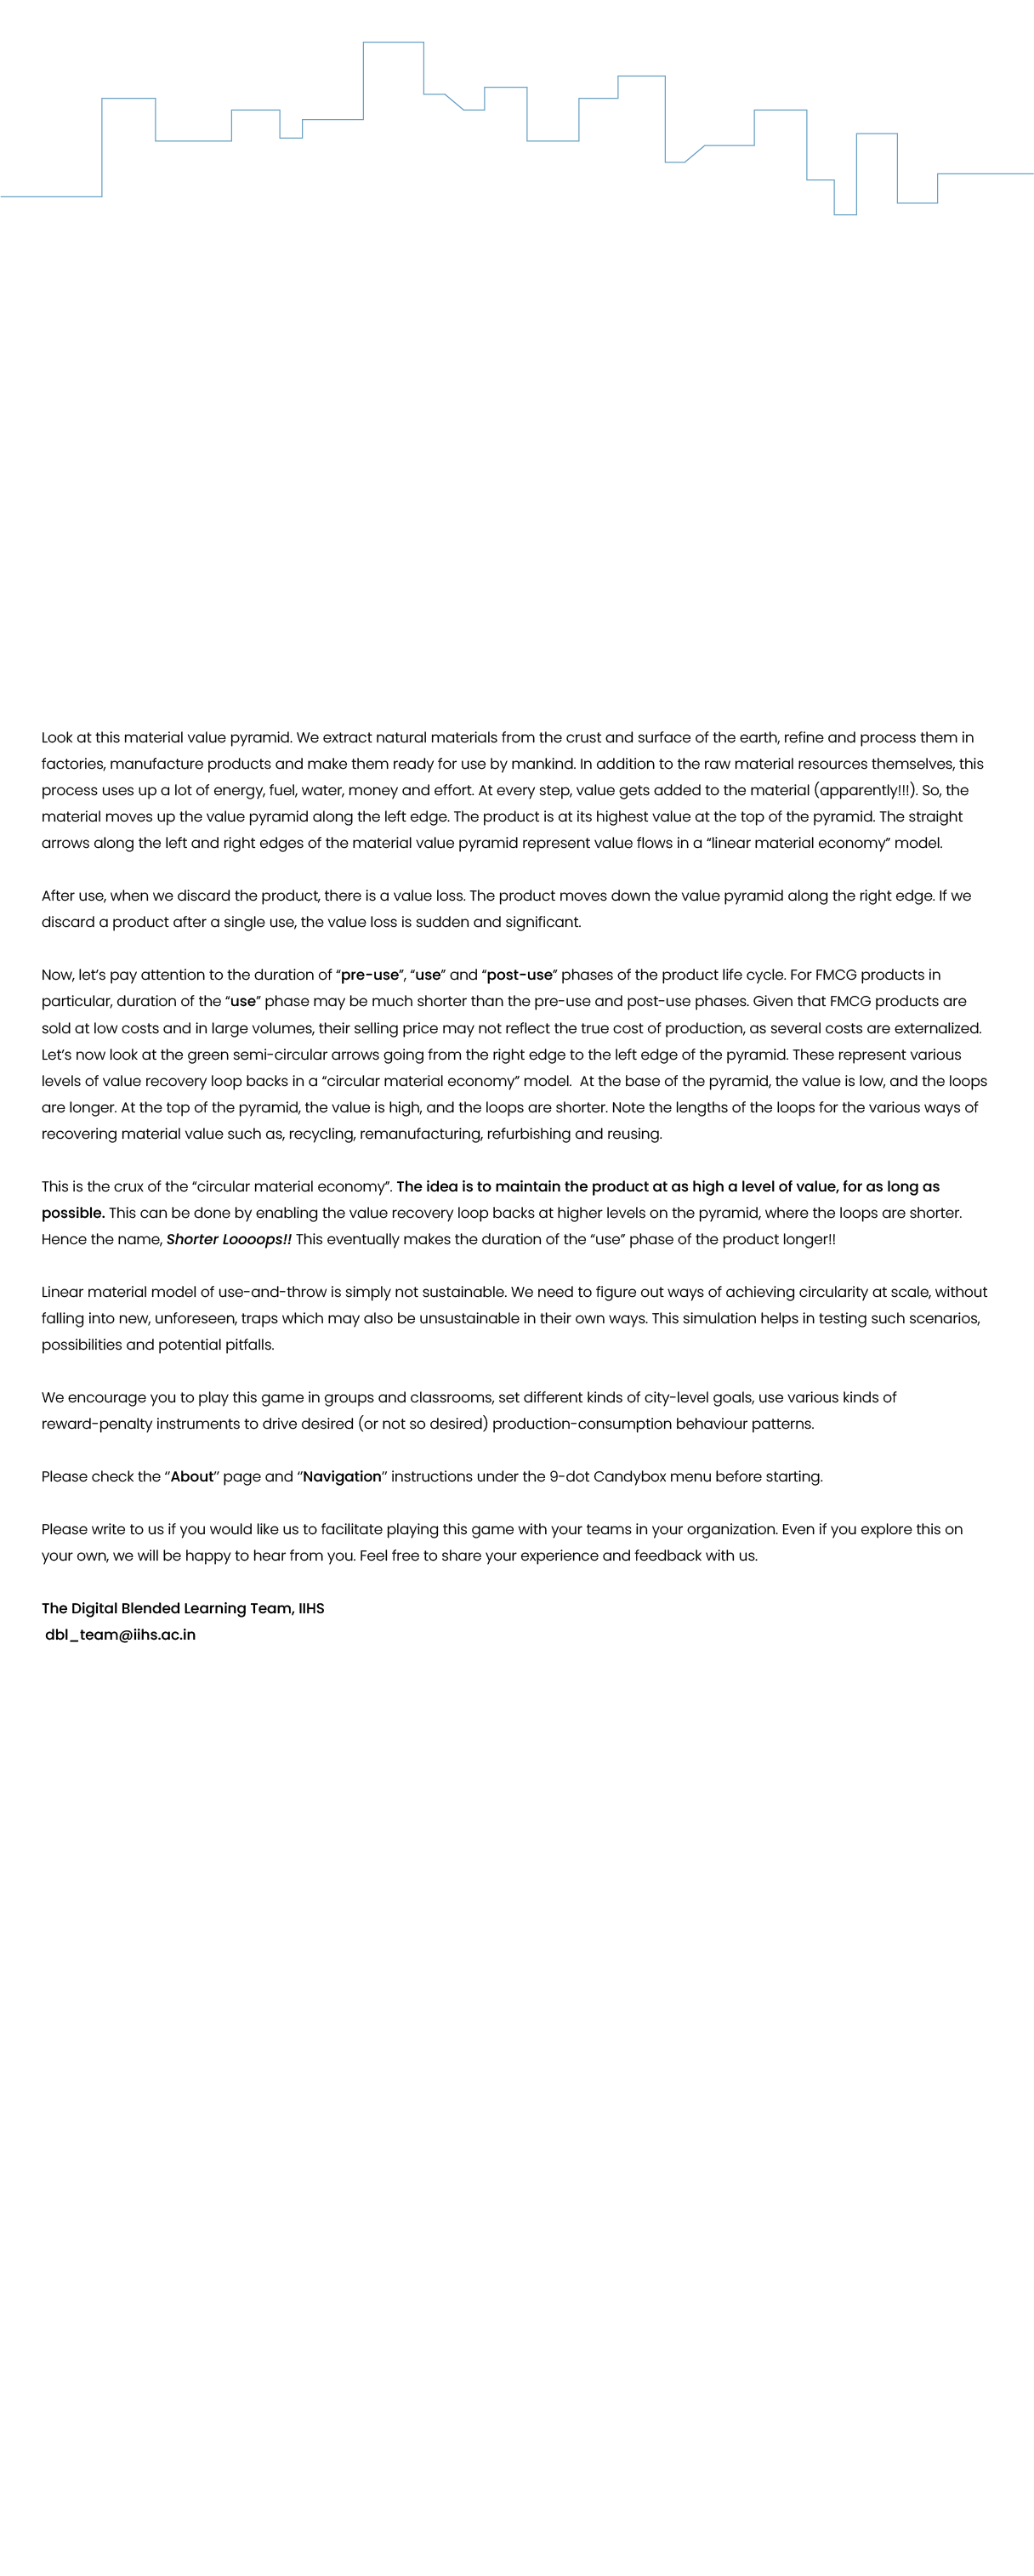 Look at this material value pyramid. We extract natural materials from the crust and surface of the earth, refine and process them in
factories, manufacture products and make them ready for use by mankind. In addition to the raw material resources themselves, this
process uses up a lot of energy, fuel, water, money and effort. At every step, value gets added to the material (apparently!!!). So, the
material moves up the value pyramid along the left edge. The product is at its highest value at the top of the pyramid. The straight
arrows along the left and right edges of the material value pyramid represent value flows in a “linear material economy” model.
After use, when we discard the product, there is a value loss. The product moves down the value pyramid along the right edge. If we
discard a product after a single use, the value loss is sudden and significant.
Now, let’s pay attention to the duration of “pre-use”, “use” and “post-use” phases of the product life cycle. For FMCG products in
particular, duration of the “use” phase may be much shorter than the pre-use and post-use phases. Given that FMCG products are
sold at low costs and in large volumes, their selling price may not reflect the true cost of production, as several costs are externalized.
Let’s now look at the green semi-circular arrows going from the right edge to the left edge of the pyramid. These represent various
levels of value recovery loop backs in a “circular material economy” model.  At the base of the pyramid, the value is low, and the loops
are longer. At the top of the pyramid, the value is high, and the loops are shorter. Note the lengths of the loops for the various ways of
recovering material value such as, recycling, remanufacturing, refurbishing and reusing.
This is the crux of the “circular material economy”. The idea is to maintain the product at as high a level of value, for as long as
possible. This can be done by enabling the value recovery loop backs at higher levels on the pyramid, where the loops are shorter.
Hence the name, Shorter Loooops!! This eventually makes the duration of the “use” phase of the product longer!!
Linear material model of use-and-throw is simply not sustainable. We need to figure out ways of achieving circularity at scale, without
falling into new, unforeseen, traps which may also be unsustainable in their own ways. This simulation helps in testing such scenarios,
possibilities and potential pitfalls.
We encourage you to play this game in groups and classrooms, set different kinds of city-level goals, use various kinds of
reward-penalty instruments to drive desired (or not so desired) production-consumption behaviour patterns.
Please check the “About” page and “Navigation” instructions under the 9-dot Candybox menu before starting.
Please write to us if you would like us to facilitate playing this game with your teams in your organization. Even if you explore this on
your own, we will be happy to hear from you. Feel free to share your experience and feedback with us.
The Digital Blended Learning Team, IIHS
dbl_team@iihs.ac.in